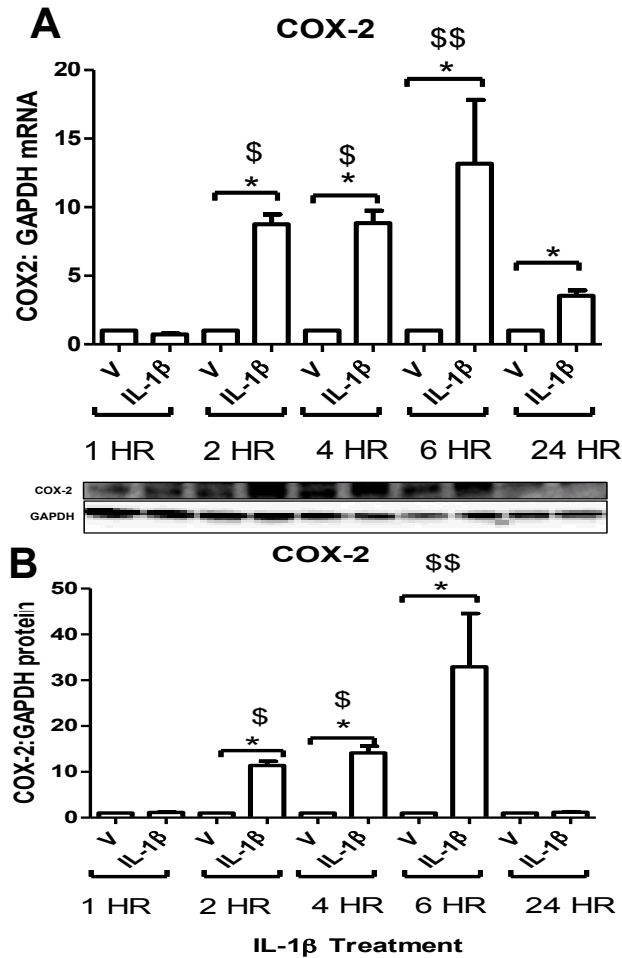 A
COX-2
COX2: GAPDH mRNA
20
15
10
5
0
$
*
$
*
$$
*
*
V
IL-1β
V
IL-1β
V
IL-1β
V
IL-1β
V
IL-1β
1 HR
2 HR
4 HR
6 HR
24 HR
COX-2
GAPDH
B
COX-2
COX-2:GAPDH protein
50
40
30
20
10
0
$
*
$
*
$$
*
V
IL-1β
V
IL-1β
V
IL-1β
V
IL-1β
V
IL-1β
1 HR
2 HR
4 HR
6 HR
24 HR
IL-1β Treatment